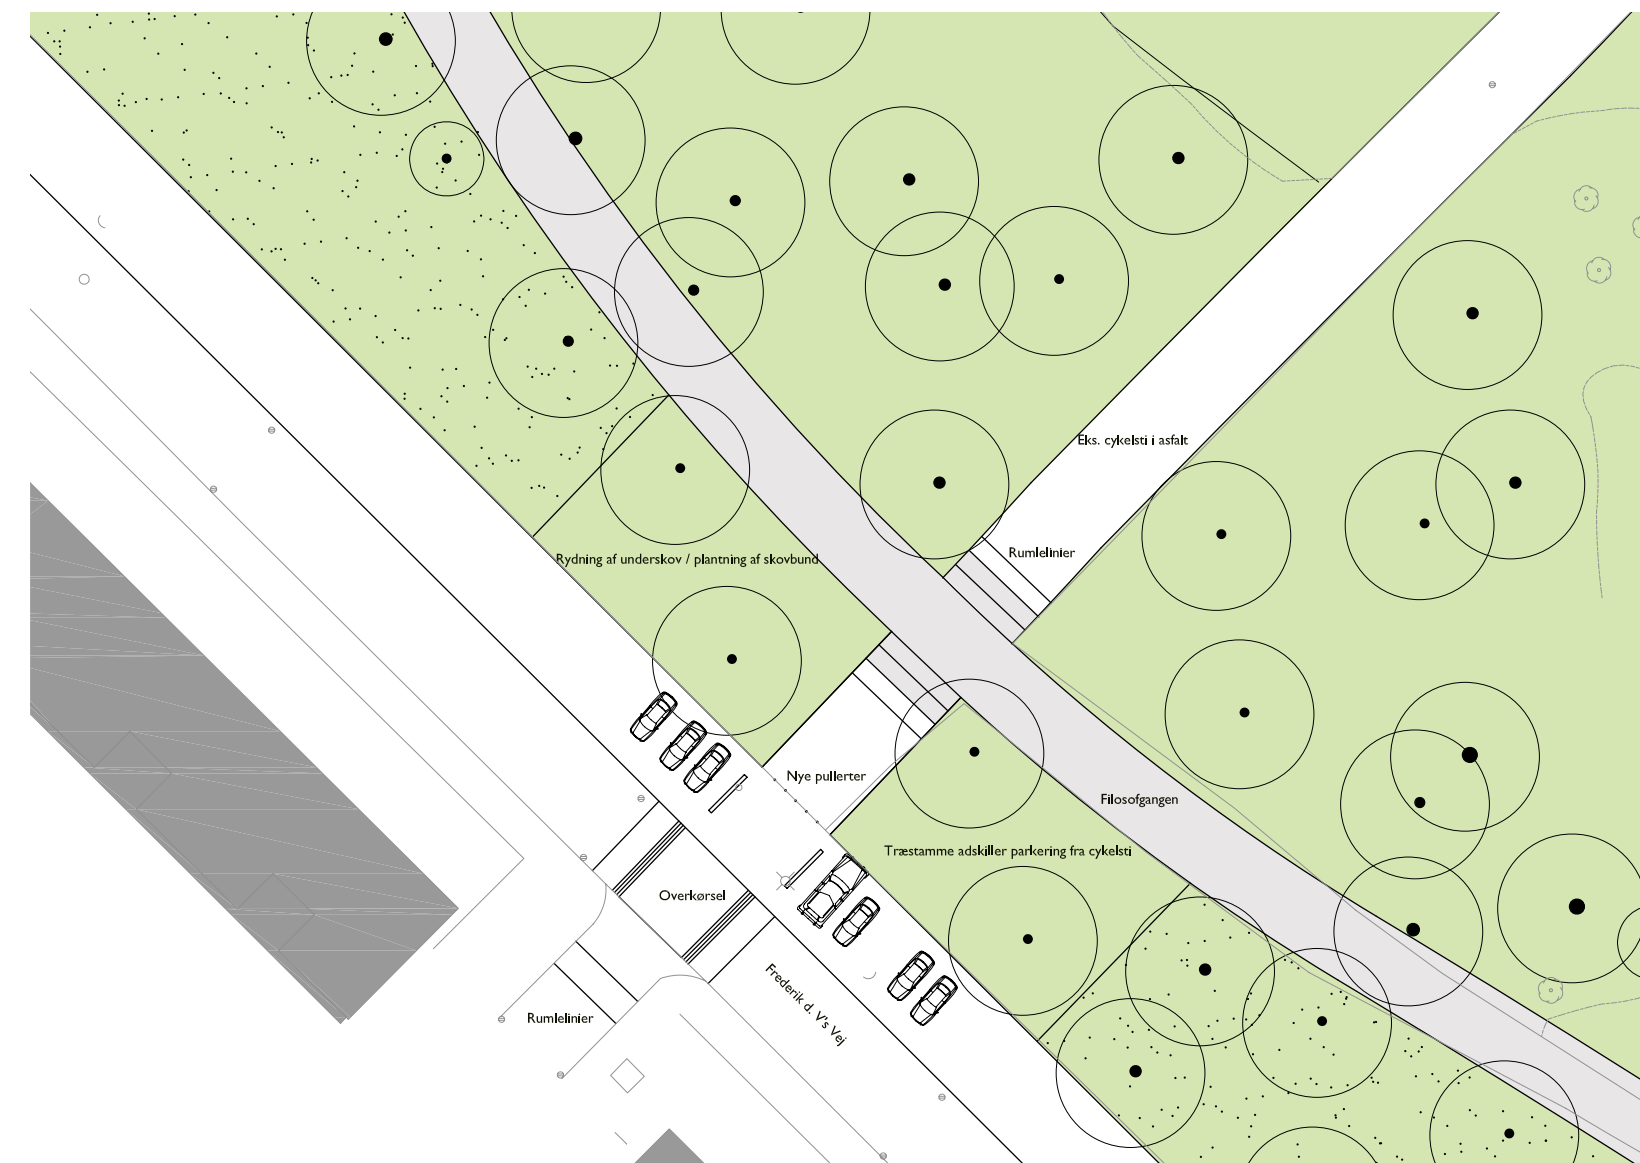 Eks. cykelsti i asfalt
Rumlelinier
Rydning af underskov / plantning af skovbund
Nye pullerter
Filosofgangen
Træstamme adskiller parkering fra cykelsti
Overkørsel
Frederik d. V's Vej
Rumlelinier